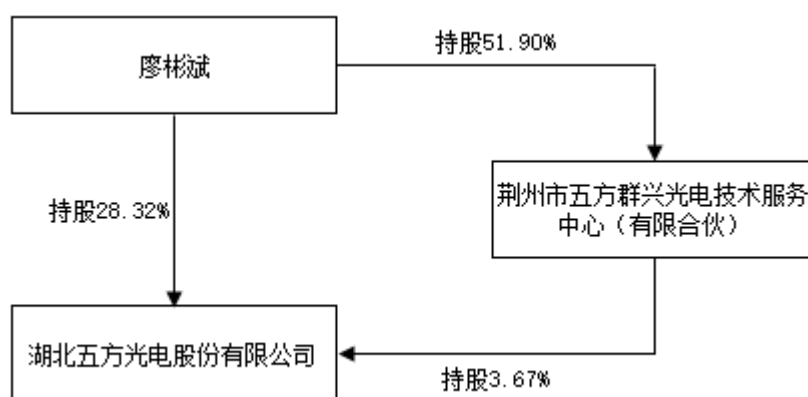 持股51.90%
廖彬斌
荆州市五方群兴光电技术服务
中心（有限合伙）
持股28.32%
湖北五方光电股份有限公司
持股3.67%